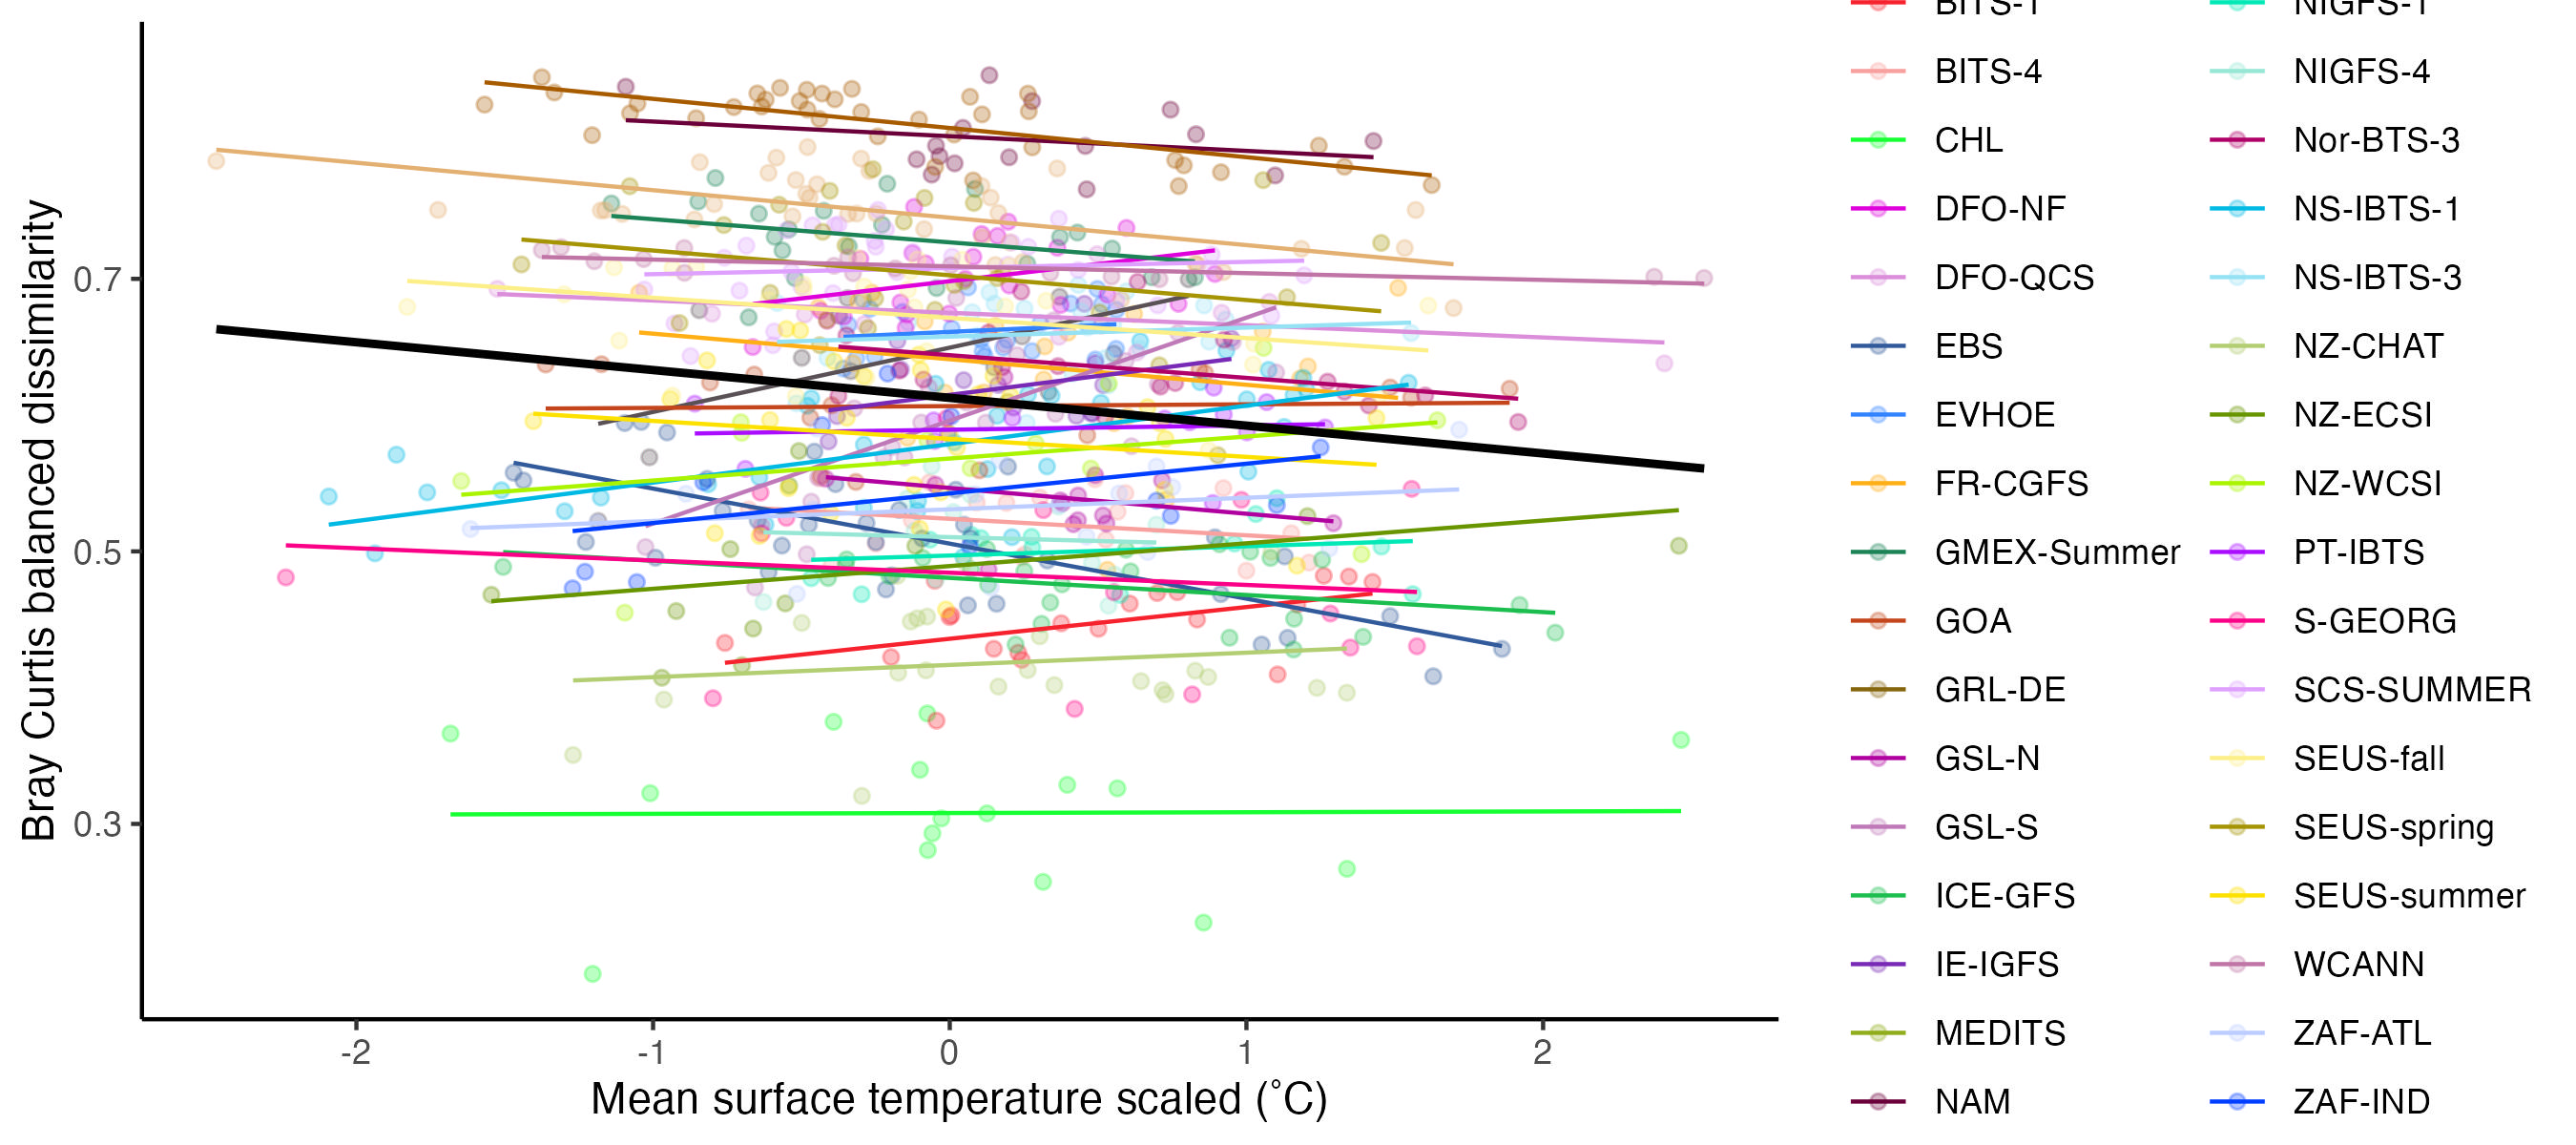 BITS-1 NIGFS-1
BITS-4 NIGFS-4
CHL Nor-BTS-3
DFO-NF NS-IBTS-1
DFO-QCS NS-IBTS-3
EBS NZ-CHAT
EVHOE NZ-ECSI
FR-CGFS NZ-WCSI
GMEX-Summer PT-IBTS
GOA S-GEORG
GRL-DE SCS-SUMMER
GSL-N SEUS-fall
GSL-S SEUS-spring
ICE-GFS SEUS-summer
IE-IGFS WCANN
MEDITS ZAF-ATL
NAM ZAF-IND
Bray Curtis balanced dissimilarity
0.7
0.5
0.3
-2 -1 0 1 2
Mean surface temperature scaled (˚C)